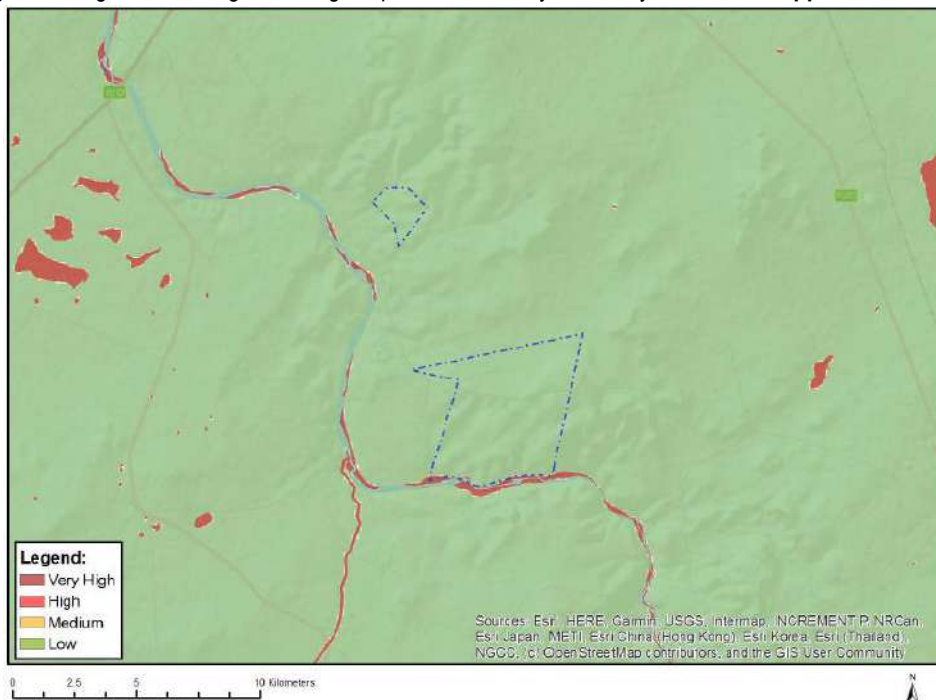 Legend:
Very High
High
Medium
Low
Sources: Esri, HERE, Garmin, USGS, Intermap, INCREMENT P, NRCan,
Esri Japan, METI, Esri China (Hong Kong), Esri Korea, Esri (Thailand),
NGCC, (c) OpenStreetMap contributors, and the GIS User Community
0 2.5 5 10 Kilometers
N